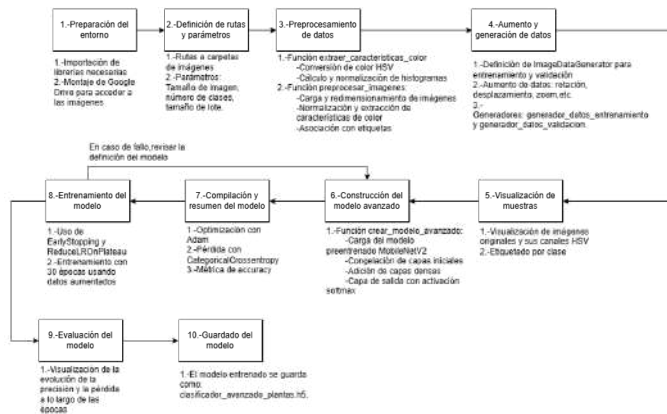 1.-Preparación del
entorno
1.-Importación de
librerías necesarias
2.-Montaje de Google
Drive para acceder a
las imágenes
2.-Definición de rutas
y parámetros
1.-Rutas a carpetas
de imágenes
2.-Parámetros:
Tamaño de imagen,
número de clases,
tamaño de lote.
3.-Preprocesamiento
de datos
1.-Función extraer_caracteristicas_color
-Conversión de color HSV
-Cálculo y normalización de histogramas
2.-Función preprocesar_imagenes:
-Carga y redimensionamiento de imágenes
-Normalización y extracción de
características de color
-Asociación con etiquetas
4.-Aumento y
generación de datos
1.-Definición de ImageDataGenerator para
entrenamiento y validación
2.-Aumento de datos: rotación,
desplazamiento, zoom,etc.
3.-
Generadores: generador_datos_entrenamiento
y generador_datos_validacion
5.-Visualización de
muestras
1.-Visualización de imágenes
originales y sus canales HSV
2.-Etiquetado por clase
6.-Construcción del
modelo avanzado
1.-Función crear_modelo_avanzado:
-Carga del modelo
preentrenado MobileNetV2
-Congelación de capas iniciales
-Adición de capas densas
-Capa de salida con activación
softmax
7.-Compilación y
resumen del modelo
1.-Optimización con
Adam
2.-Pérdida con
CategoricalCrossentropy
3.-Métrica de accuracy
En caso de fallo,revisar la
definición del modelo
8.-Entrenamiento del
modelo
1.-Uso de
EarlyStopping y
ReduceLROnPlateau
2.-Entrenamiento con
30 épocas usando
datos aumentados
9.-Evaluación del
modelo
1.-Visualización de la
evolución de la
precisión y la pérdida
a lo largo de las
épocas
10.-Guardado del
modelo
1.-El modelo entrenado se guarda
como:
clasificador_avanzado_plantas.h5.